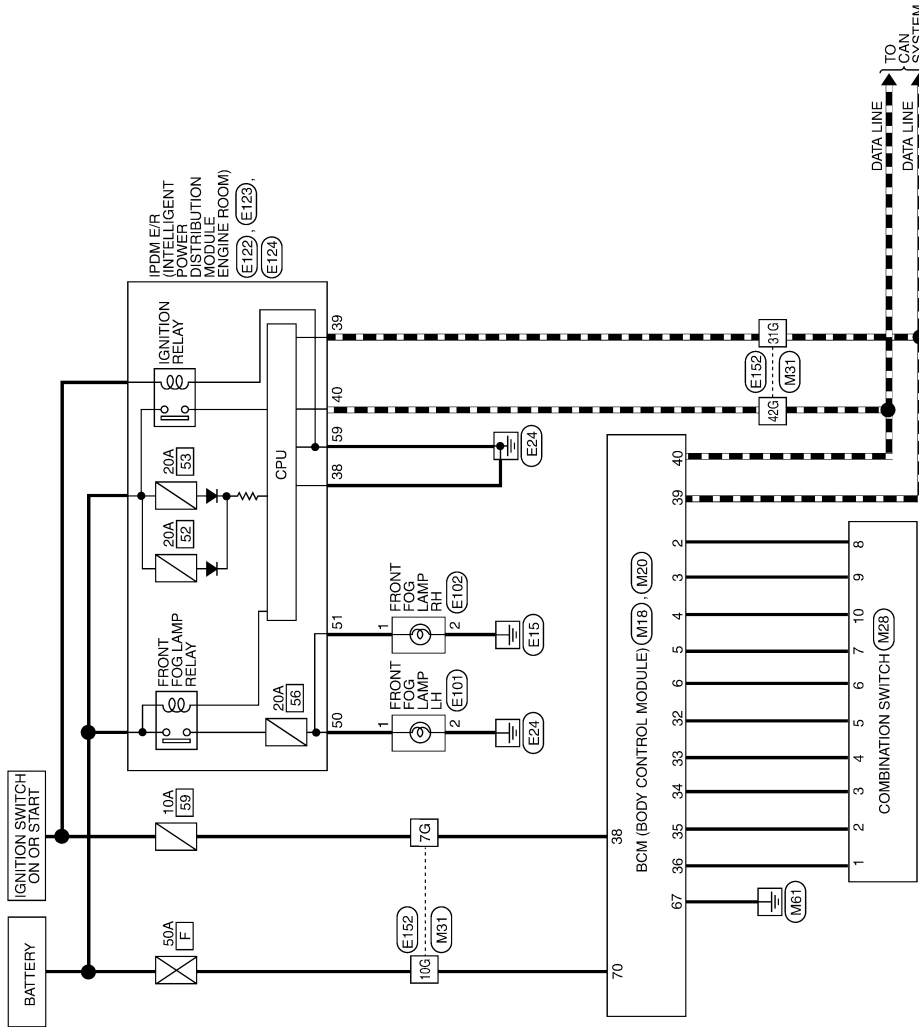 BATTERY
IGNITION SWITCH
ON OR START
50A
F
10A
59
FRONT
FOG LAMP
RELAY
20A
56
20A
52
20A
53
IGNITION
RELAY
CPU
IPDM E/R
(INTELLIGENT
POWER
DISTRIBUTION
MODULE
ENGINE ROOM)
E122 , E123 ,
E124
50
51
38
59
40
39
1
FRONT
FOG
LAMP
LH
E101
2
E24
1
FRONT
FOG
LAMP
RH
E102
2
E15
E24
10G
E152
M31
7G
42G
E152
M31
31G
70
38
BCM (BODY CONTROL MODULE) M18 , M20
67
36
35
34
33
32
6
5
4
3
2
39
40
M61
1
2
3
4
5
6
7
10
9
8
COMBINATION SWITCH M28
DATA LINE
DATA LINE
TO
CAN
SYSTEM